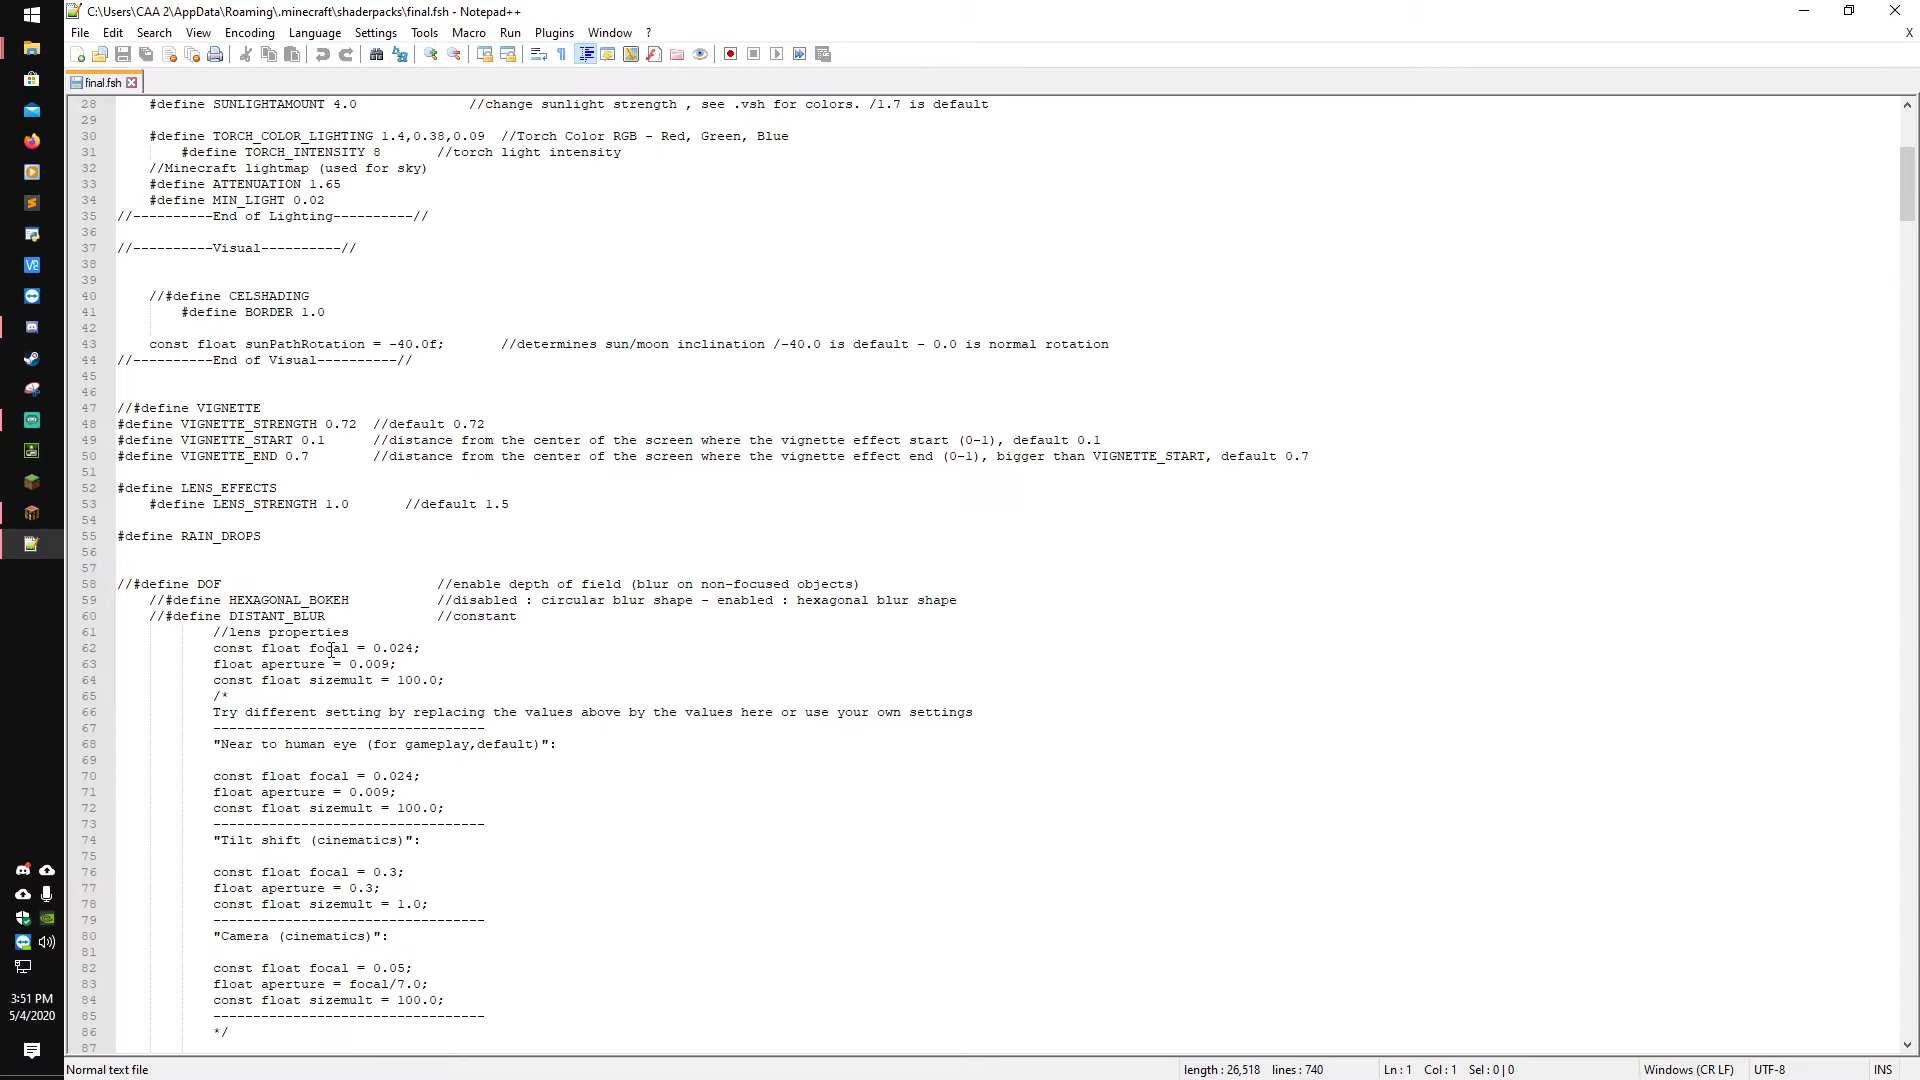 C:\Users\CAA 2\AppData\Roaming\.minecraft\shaderpacks\final.fsh - Notepad++
File Edit Search View Encoding Language Settings Tools Macro Run Plugins Window ? X
final.fsh
28 #define SUNLIGHTAMOUNT 4.0 //change sunlight strength , see .vsh for colors. /1.7 is default
29
30 #define TORCH_COLOR_LIGHTING 1.4,0.38,0.09 //Torch Color RGB - Red, Green, Blue
31 #define TORCH_INTENSITY 8 //torch light intensity
32 //Minecraft lightmap (used for sky)
33 #define ATTENUATION 1.65
34 #define MIN_LIGHT 0.02
35 //----------End of Lighting----------//
36
37 //----------Visual----------//
38
39
40 //#define CELSHADING
41 #define BORDER 1.0
42
43 const float sunPathRotation = -40.0f; //determines sun/moon inclination /-40.0 is default - 0.0 is normal rotation
44 //----------End of Visual----------//
45
46
47 //#define VIGNETTE
48 #define VIGNETTE_STRENGTH 0.72 //default 0.72
49 #define VIGNETTE_START 0.1 //distance from the center of the screen where the vignette effect start (0-1), default 0.1
50 #define VIGNETTE_END 0.7 //distance from the center of the screen where the vignette effect end (0-1), bigger than VIGNETTE_START, default 0.7
51
52 #define LENS_EFFECTS
53 #define LENS_STRENGTH 1.0 //default 1.5
54
55 #define RAIN_DROPS
56
57
58 //#define DOF //enable depth of field (blur on non-focused objects)
59 //#define HEXAGONAL_BOKEH //disabled : circular blur shape - enabled : hexagonal blur shape
60 //#define DISTANT_BLUR //constant
61 //lens properties
62 const float focal = 0.024;
63 float aperture = 0.009;
64 const float sizemult = 100.0;
65 /*
66 Try different setting by replacing the values above by the values here or use your own settings
67 ----------------------------------
68 "Near to human eye (for gameplay,default)":
69
70 const float focal = 0.024;
71 float aperture = 0.009;
72 const float sizemult = 100.0;
73 ----------------------------------
74 "Tilt shift (cinematics)":
75
76 const float focal = 0.3;
77 float aperture = 0.3;
78 const float sizemult = 1.0;
79 ----------------------------------
80 "Camera (cinematics)":
81
82 const float focal = 0.05;
83 float aperture = focal/7.0;
84 const float sizemult = 100.0;
85 ----------------------------------
86 */
87
3:51 PM
5/4/2020
Normal text file length : 26,518 lines : 740 Ln : 1 Col : 1 Sel : 0 | 0 Windows (CR LF) UTF-8 INS